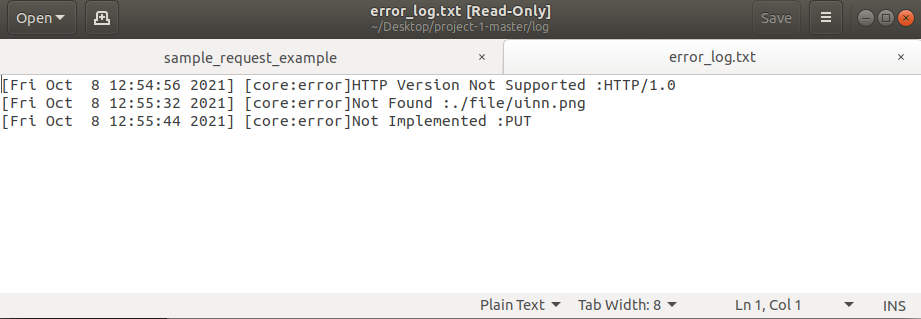 Open
error_log.txt [Read-Only]
~/Desktop/project-1-master/log
Save
sample_request_example ×
error_log.txt ×
[Fri Oct  8 12:54:56 2021] [core:error]HTTP Version Not Supported :HTTP/1.0
[Fri Oct  8 12:55:32 2021] [core:error]Not Found :./file/uinn.png
[Fri Oct  8 12:55:44 2021] [core:error]Not Implemented :PUT
Plain Text Tab Width: 8 Ln 1, Col 1 INS